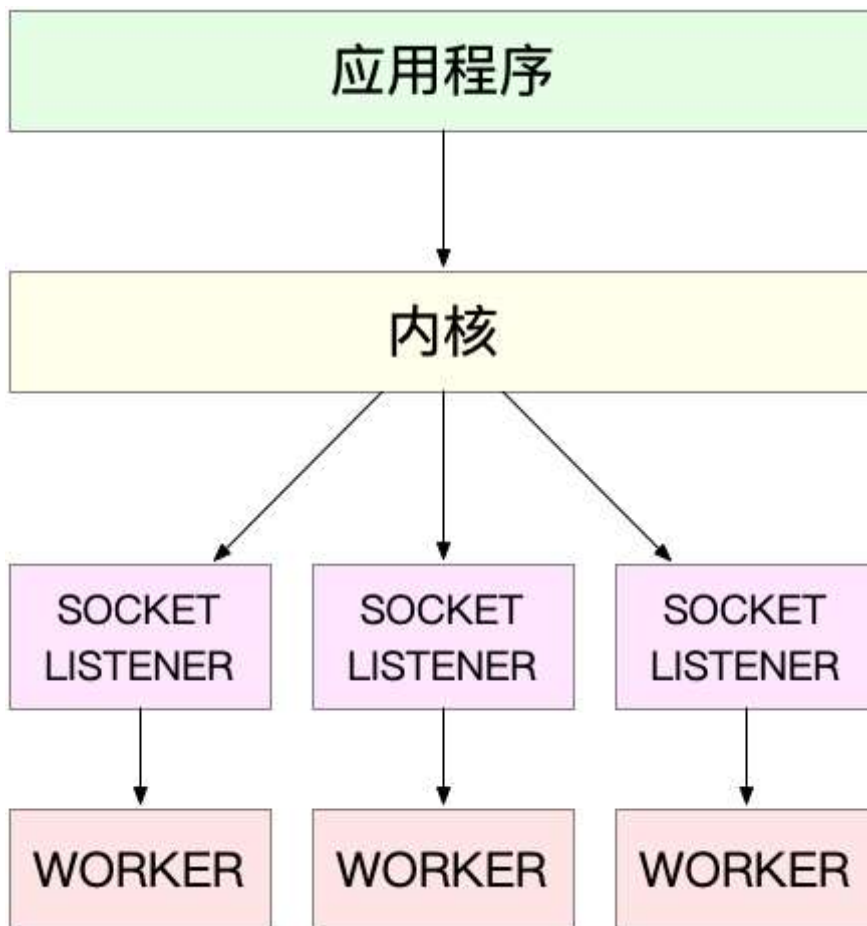 应用程序
内核
SOCKET
LISTENER
SOCKET
LISTENER
SOCKET
LISTENER
WORKER
WORKER
WORKER